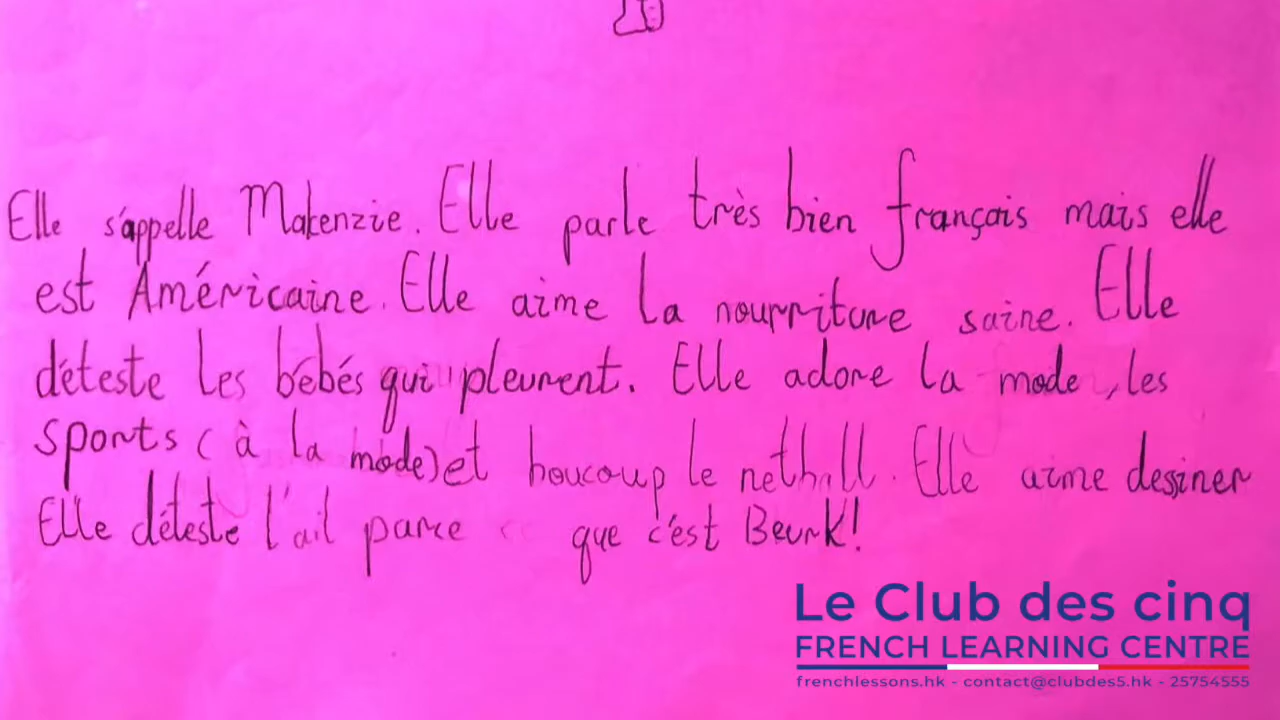 Elle s'appelle Makenzie. Elle parle très bien français mais elle
est Américaine. Elle aime la nourriture saine. Elle
déteste les bébés qui pleurent. Elle adore la mode, les
sports (à la mode) et boucoup le netball. Elle aime dessiner
Elle déteste l'ail parce que c'est Beurk!
Le Club des cinq
FRENCH LEARNING CENTRE
frenchlessons.hk - contact@clubdes5.hk - 25754555